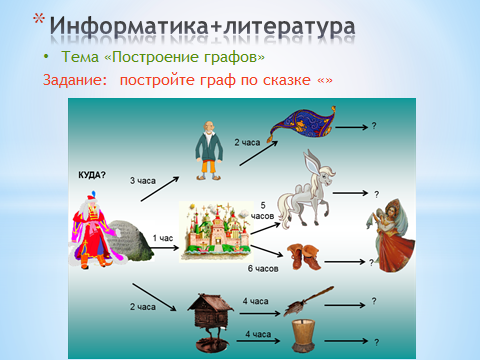 * Информатика+литература
• Тема «Построение графов»
Задание: постройте граф по сказке «»
2 часа
?
КУДА?
3 часа
5 часов
?
1 час
6 часов
?
2 часа
4 часа
?
4 часа
?